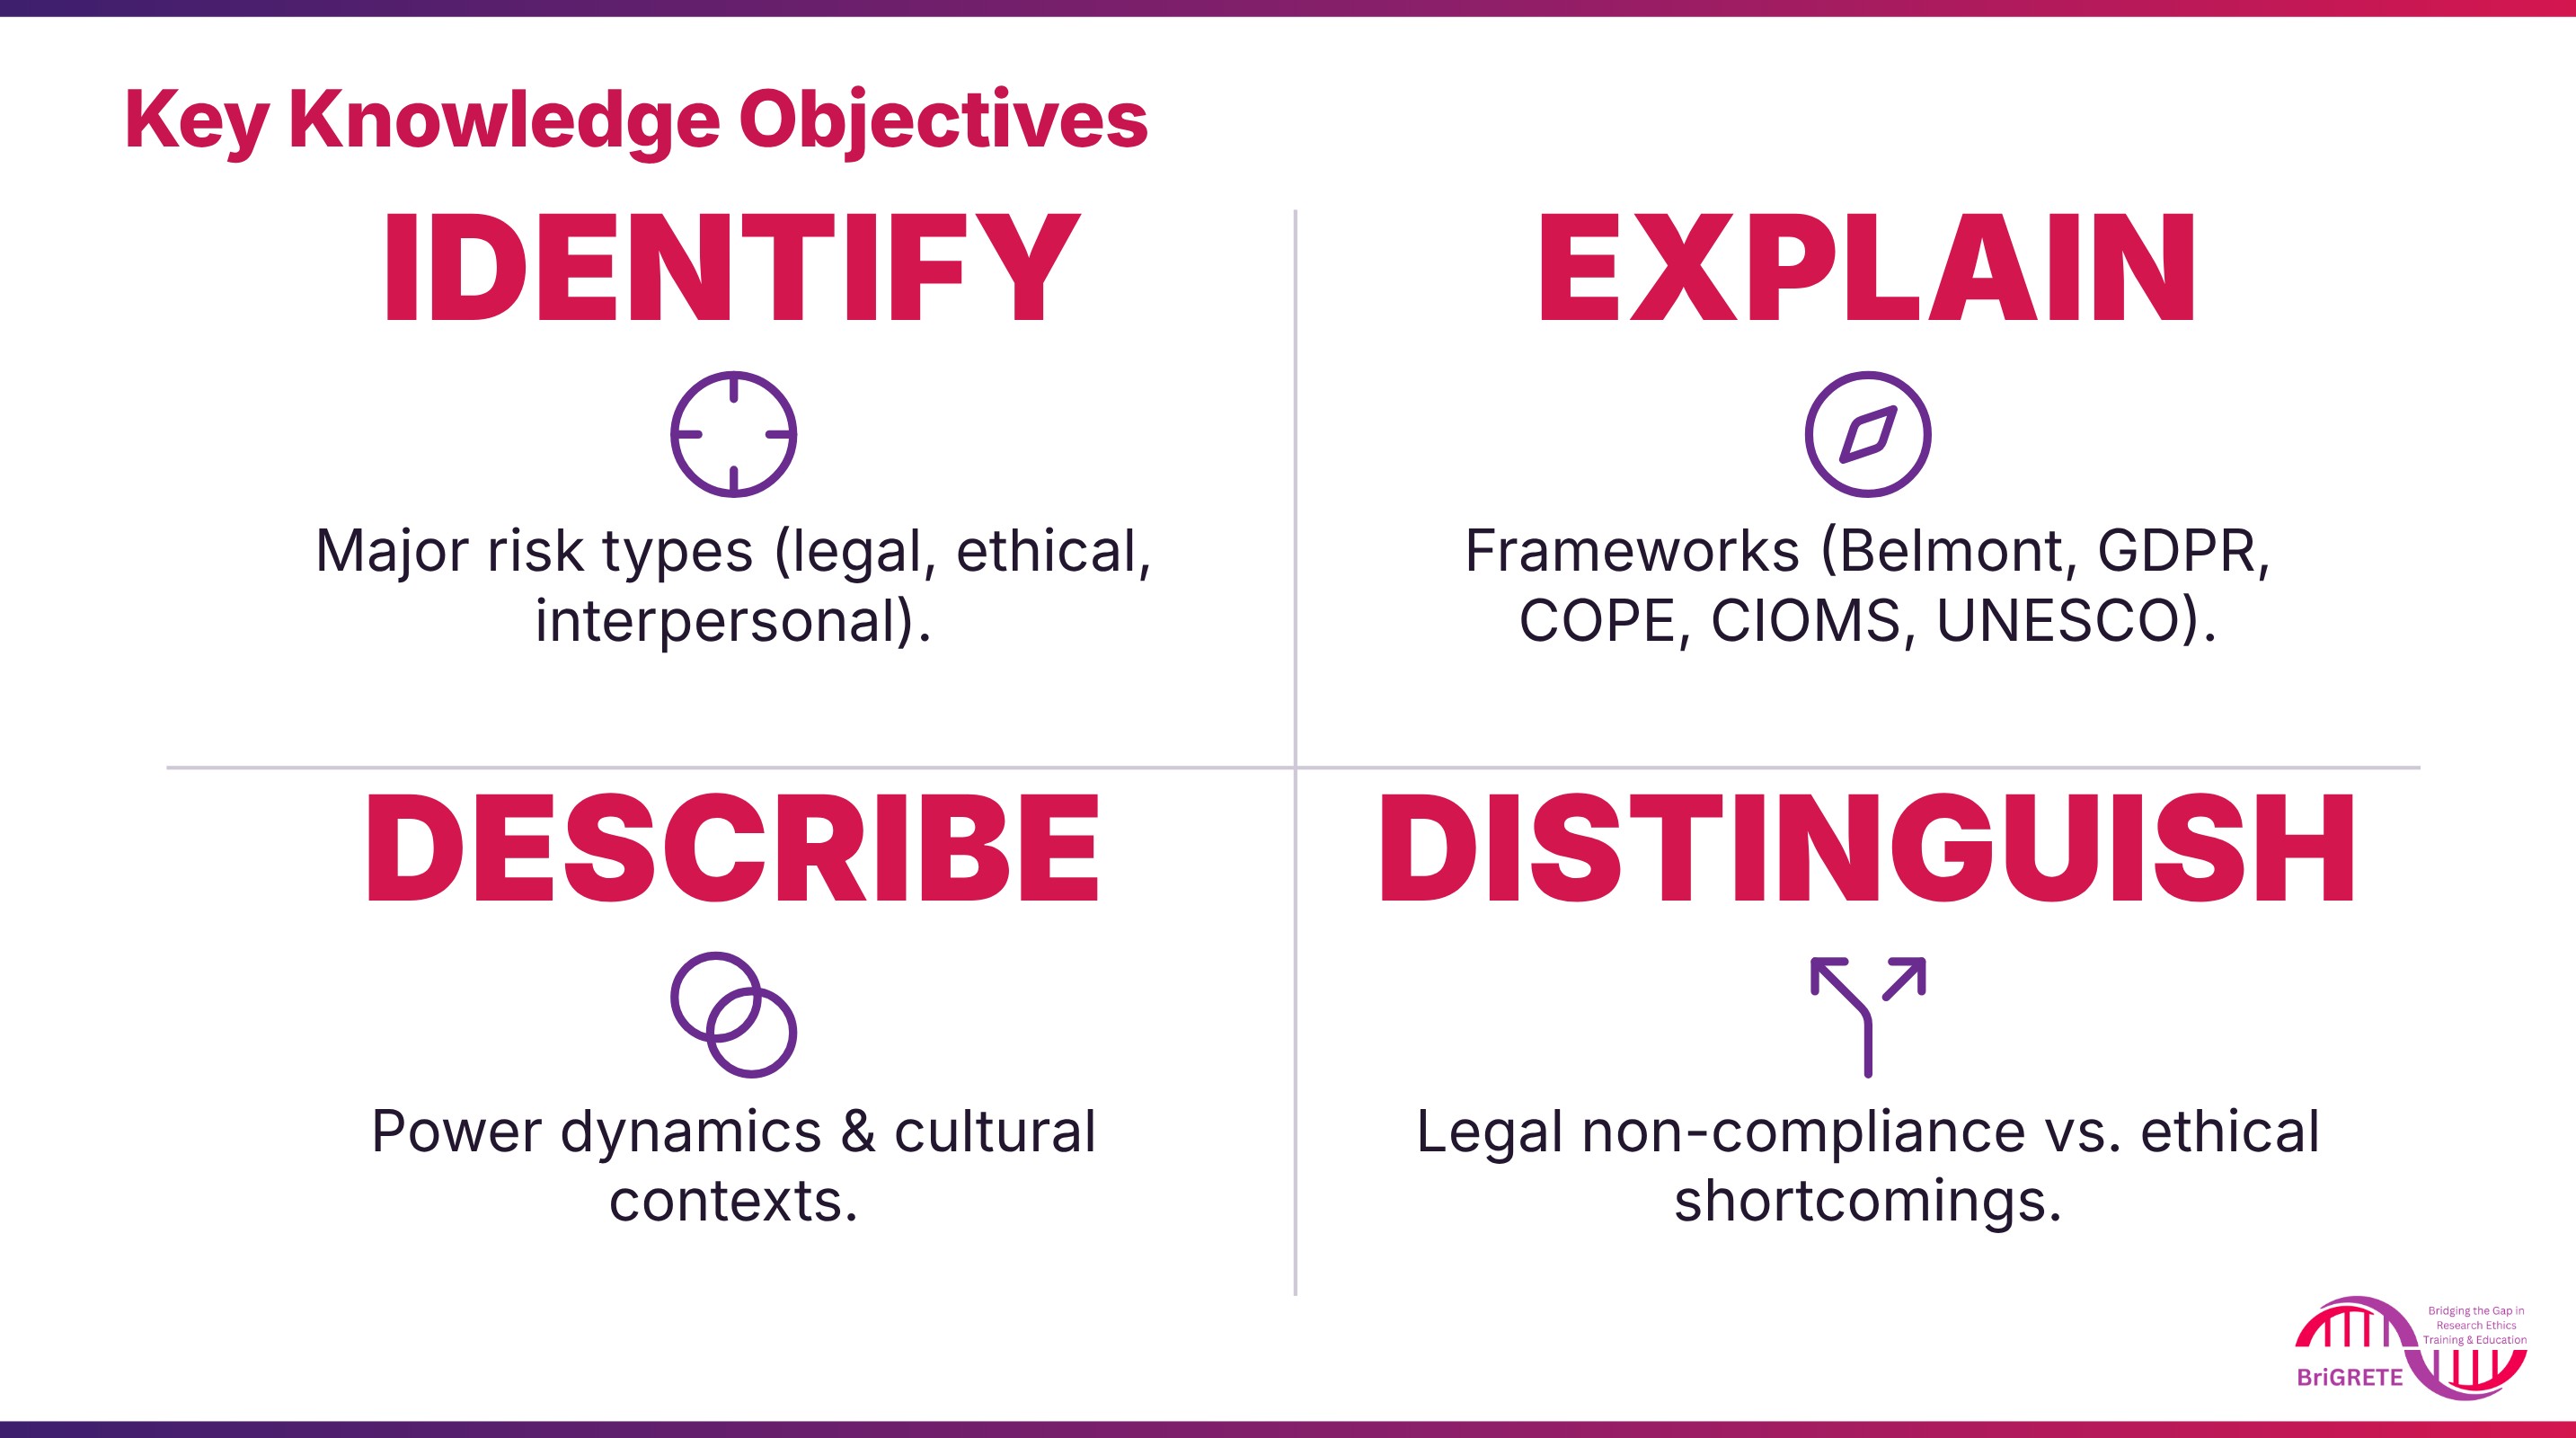 Key Knowledge Objectives
IDENTIFY
Major risk types (legal, ethical,
interpersonal).
EXPLAIN
Frameworks (Belmont, GDPR,
COPE, CIOMS, UNESCO).
DESCRIBE
Power dynamics & cultural
contexts.
DISTINGUISH
Legal non-compliance vs. ethical
shortcomings.
Bridging the Gap in
Research Ethics
Training & Education
BriGRETE